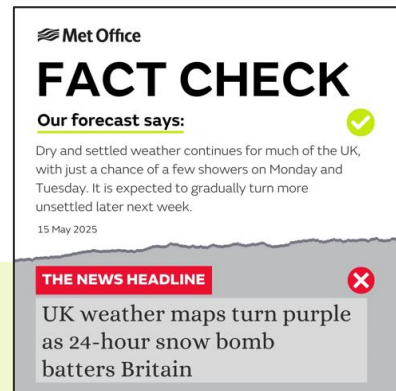 Met Office
FACT CHECK
Our forecast says:
Dry and settled weather continues for much of the UK,
with just a chance of a few showers on Monday and
Tuesday. It is expected to gradually turn more
unsettled later next week.
15 May 2025
THE NEWS HEADLINE
UK weather maps turn purple
as 24-hour snow bomb
batters Britain